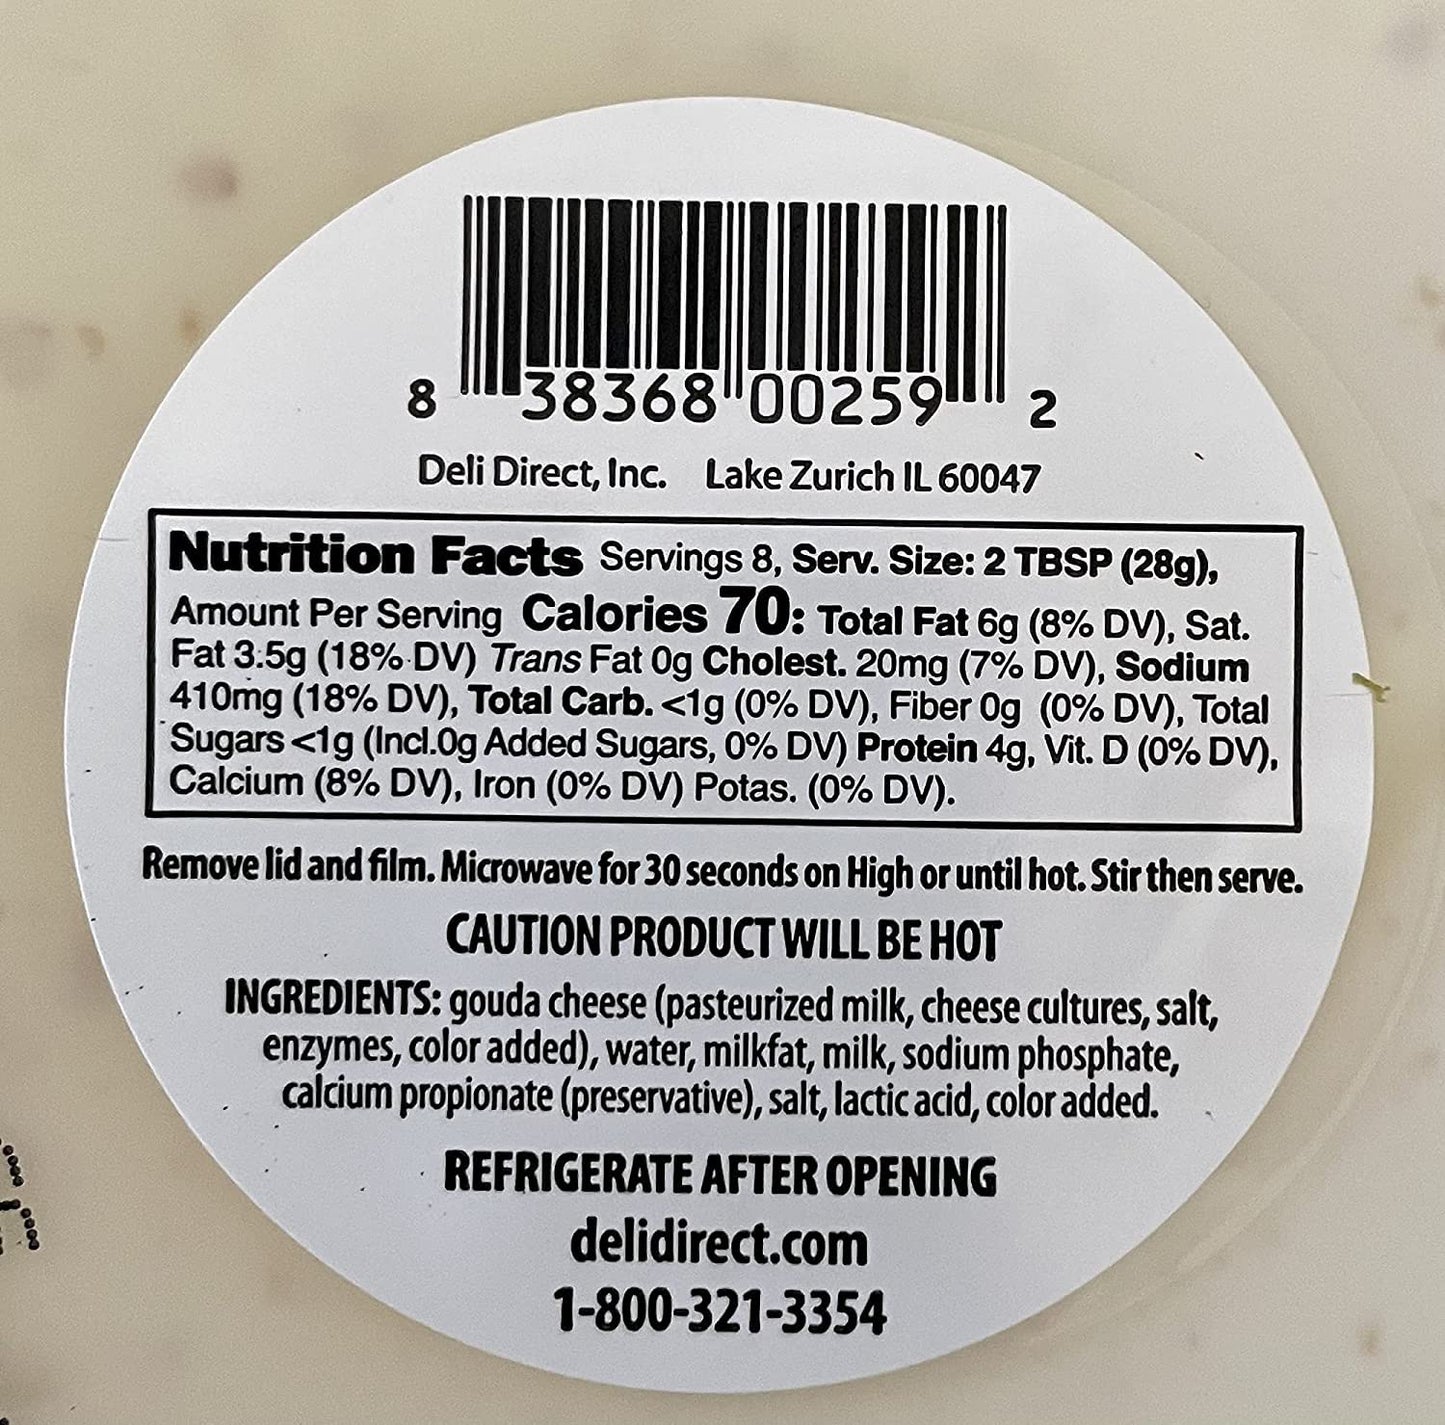 8 38368 00259 2
Deli Direct, Inc. Lake Zurich IL 60047
Nutrition Facts Servings 8, Serv. Size: 2 TBSP (28g),
Amount Per Serving Calories 70: Total Fat 6g (8% DV), Sat.
Fat 3.5g (18% DV) Trans Fat 0g Cholest. 20mg (7% DV), Sodium
410mg (18% DV), Total Carb. <1g (0% DV), Fiber 0g (0% DV), Total
Sugars <1g (Incl.0g Added Sugars, 0% DV) Protein 4g, Vit. D (0% DV),
Calcium (8% DV), Iron (0% DV) Potas. (0% DV).
Remove lid and film. Microwave for 30 seconds on High or until hot. Stir then serve.
CAUTION PRODUCT WILL BE HOT
INGREDIENTS: gouda cheese (pasteurized milk, cheese cultures, salt,
enzymes, color added), water, milkfat, milk, sodium phosphate,
calcium propionate (preservative), salt, lactic acid, color added.
REFRIGERATE AFTER OPENING
delidirect.com
1-800-321-3354